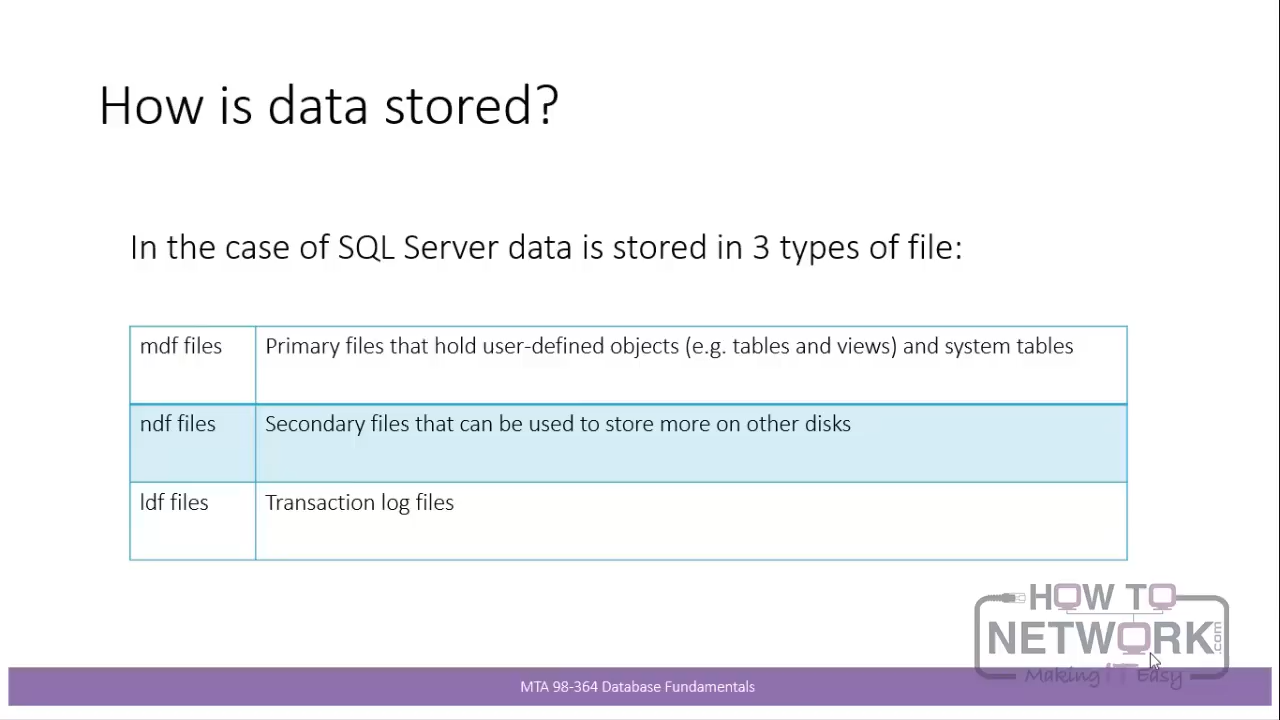 How is data stored?
In the case of SQL Server data is stored in 3 types of file:
mdf files Primary files that hold user-defined objects (e.g. tables and views) and system tables
ndf files Secondary files that can be used to store more on other disks
ldf files Transaction log files
HOW TO
NETWORK.com
Making IT Easy
MTA 98-364 Database Fundamentals